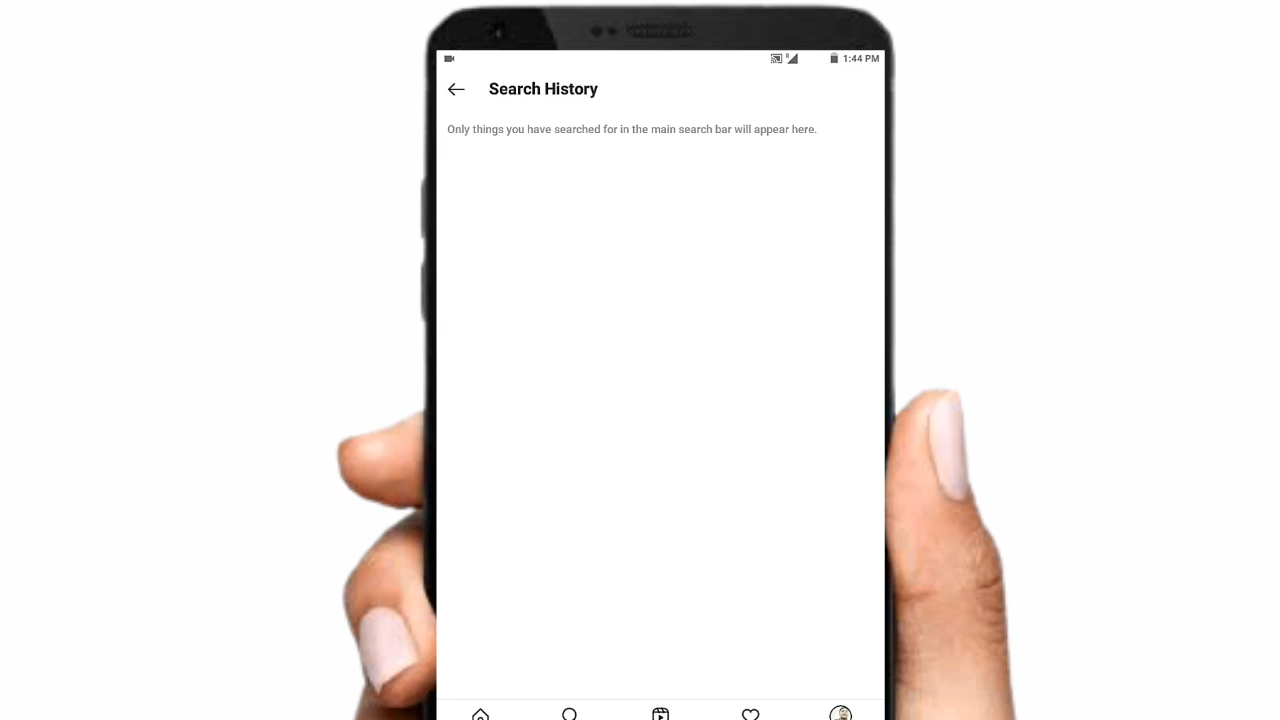 1:44 PM
Search History
Only things you have searched for in the main search bar will appear here.